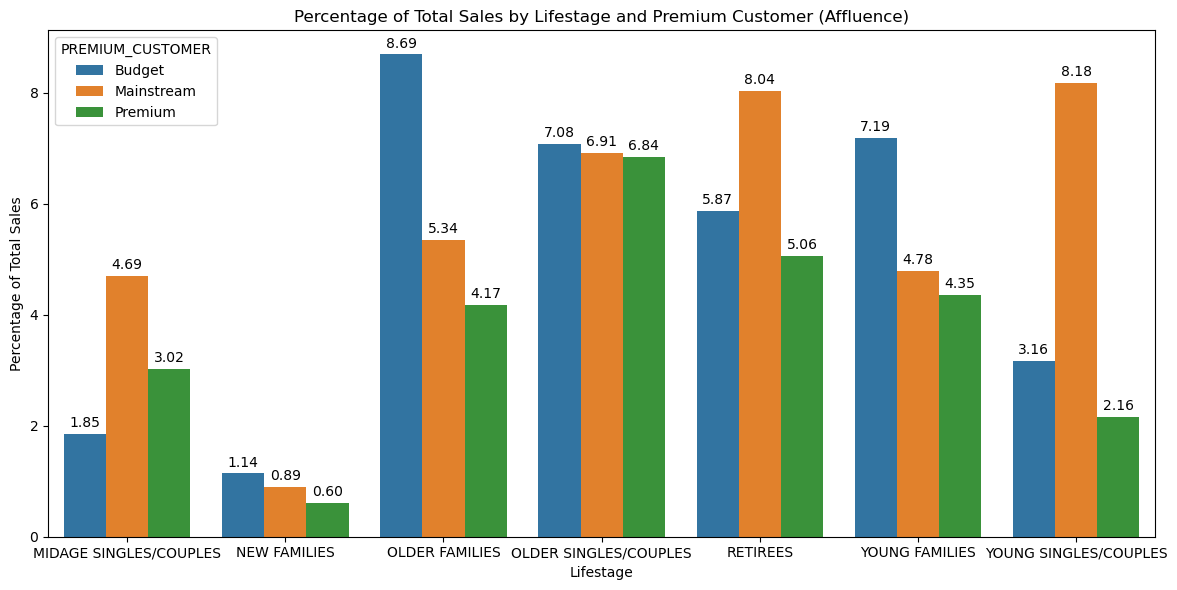 Percentage of Total Sales by Lifestage and Premium Customer (Affluence)
PREMIUM_CUSTOMER
Budget
Mainstream
Premium
Percentage of Total Sales
8
6
4
2
0
1.85
4.69
3.02
1.14
0.89
0.60
8.69
5.34
4.17
7.08
6.91
6.84
5.87
8.04
5.06
7.19
4.78
4.35
3.16
8.18
2.16
MIDAGE SINGLES/COUPLES
NEW FAMILIES
OLDER FAMILIES
OLDER SINGLES/COUPLES
RETIREES
YOUNG FAMILIES
YOUNG SINGLES/COUPLES
Lifestage